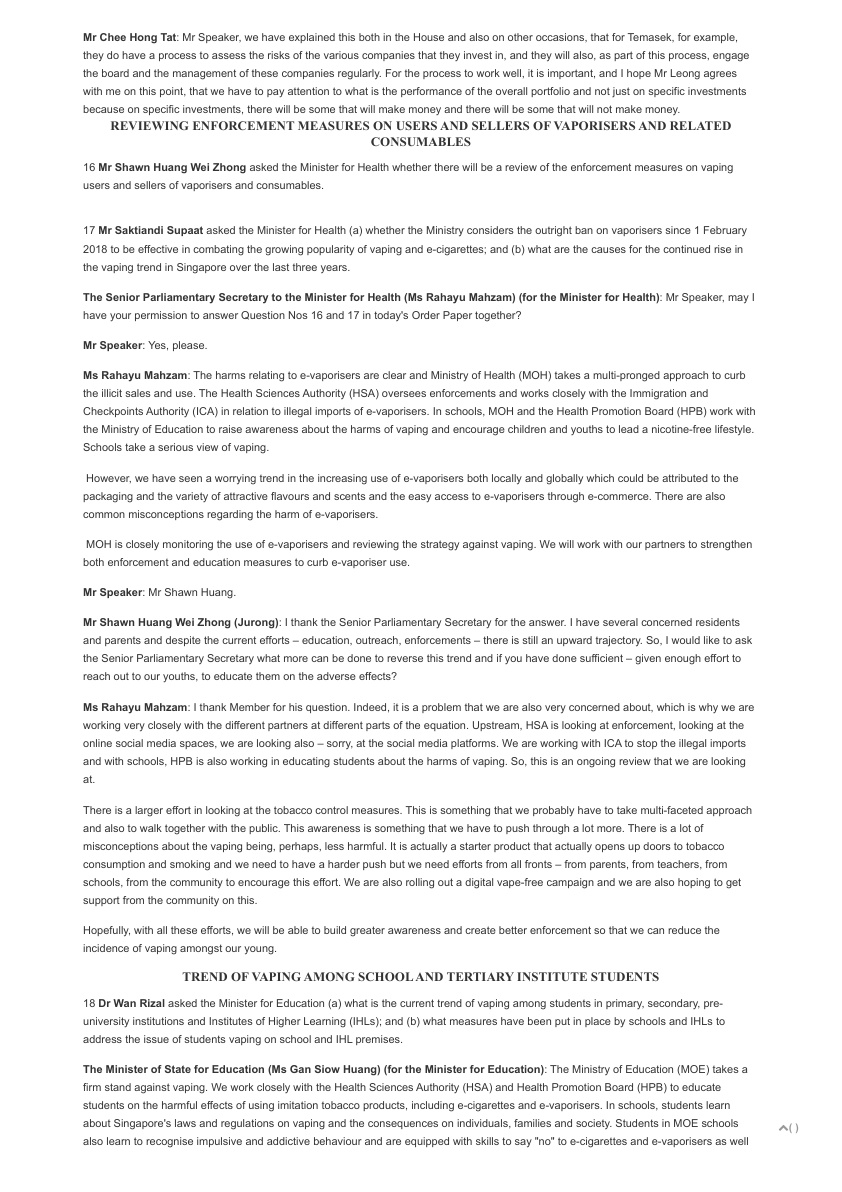 Mr Chee Hong Tat: Mr Speaker, we have explained this both in the House and also on other occasions, that for Temasek, for example,
they do have a process to assess the risks of the various companies that they invest in, and they will also, as part of this process, engage
the board and the management of these companies regularly. For the process to work well, it is important, and I hope Mr Leong agrees
with me on this point, that we have to pay attention to what is the performance of the overall portfolio and not just on specific investments
because on specific investments, there will be some that will make money and there will be some that will not make money.
REVIEWING ENFORCEMENT MEASURES ON USERS AND SELLERS OF VAPORISERS AND RELATED
CONSUMABLES
16 Mr Shawn Huang Wei Zhong asked the Minister for Health whether there will be a review of the enforcement measures on vaping
users and sellers of vaporisers and consumables.
17 Mr Saktiandi Supaat asked the Minister for Health (a) whether the Ministry considers the outright ban on vaporisers since 1 February
2018 to be effective in combating the growing popularity of vaping and e-cigarettes; and (b) what are the causes for the continued rise in
the vaping trend in Singapore over the last three years.
The Senior Parliamentary Secretary to the Minister for Health (Ms Rahayu Mahzam) (for the Minister for Health): Mr Speaker, may I
have your permission to answer Question Nos 16 and 17 in today's Order Paper together?
Mr Speaker: Yes, please.
Ms Rahayu Mahzam: The harms relating to e-vaporisers are clear and Ministry of Health (MOH) takes a multi-pronged approach to curb
the illicit sales and use. The Health Sciences Authority (HSA) oversees enforcements and works closely with the Immigration and
Checkpoints Authority (ICA) in relation to illegal imports of e-vaporisers. In schools, MOH and the Health Promotion Board (HPB) work with
the Ministry of Education to raise awareness about the harms of vaping and encourage children and youths to lead a nicotine-free lifestyle.
Schools take a serious view of vaping.
However, we have seen a worrying trend in the increasing use of e-vaporisers both locally and globally which could be attributed to the
packaging and the variety of attractive flavours and scents and the easy access to e-vaporisers through e-commerce. There are also
common misconceptions regarding the harm of e-vaporisers.
MOH is closely monitoring the use of e-vaporisers and reviewing the strategy against vaping. We will work with our partners to strengthen
both enforcement and education measures to curb e-vaporiser use.
Mr Speaker: Mr Shawn Huang.
Mr Shawn Huang Wei Zhong (Jurong): I thank the Senior Parliamentary Secretary for the answer. I have several concerned residents
and parents and despite the current efforts – education, outreach, enforcements – there is still an upward trajectory. So, I would like to ask
the Senior Parliamentary Secretary what more can be done to reverse this trend and if you have done sufficient – given enough effort to
reach out to our youths, to educate them on the adverse effects?
Ms Rahayu Mahzam: I thank Member for his question. Indeed, it is a problem that we are also very concerned about, which is why we are
working very closely with the different partners at different parts of the equation. Upstream, HSA is looking at enforcement, looking at the
online social media spaces, we are looking also – sorry, at the social media platforms. We are working with ICA to stop the illegal imports
and with schools, HPB is also working in educating students about the harms of vaping. So, this is an ongoing review that we are looking
at.
There is a larger effort in looking at the tobacco control measures. This is something that we probably have to take multi-faceted approach
and also to walk together with the public. This awareness is something that we have to push through a lot more. There is a lot of
misconceptions about the vaping being, perhaps, less harmful. It is actually a starter product that actually opens up doors to tobacco
consumption and smoking and we need to have a harder push but we need efforts from all fronts – from parents, from teachers, from
schools, from the community to encourage this effort. We are also rolling out a digital vape-free campaign and we are also hoping to get
support from the community on this.
Hopefully, with all these efforts, we will be able to build greater awareness and create better enforcement so that we can reduce the
incidence of vaping amongst our young.
TREND OF VAPING AMONG SCHOOL AND TERTIARY INSTITUTE STUDENTS
18 Dr Wan Rizal asked the Minister for Education (a) what is the current trend of vaping among students in primary, secondary, pre-
university institutions and Institutes of Higher Learning (IHLs); and (b) what measures have been put in place by schools and IHLs to
address the issue of students vaping on school and IHL premises.
The Minister of State for Education (Ms Gan Siow Huang) (for the Minister for Education): The Ministry of Education (MOE) takes a
firm stand against vaping. We work closely with the Health Sciences Authority (HSA) and Health Promotion Board (HPB) to educate
students on the harmful effects of using imitation tobacco products, including e-cigarettes and e-vaporisers. In schools, students learn
about Singapore's laws and regulations on vaping and the consequences on individuals, families and society. Students in MOE schools
also learn to recognise impulsive and addictive behaviour and are equipped with skills to say "no" to e-cigarettes and e-vaporisers as well
( )